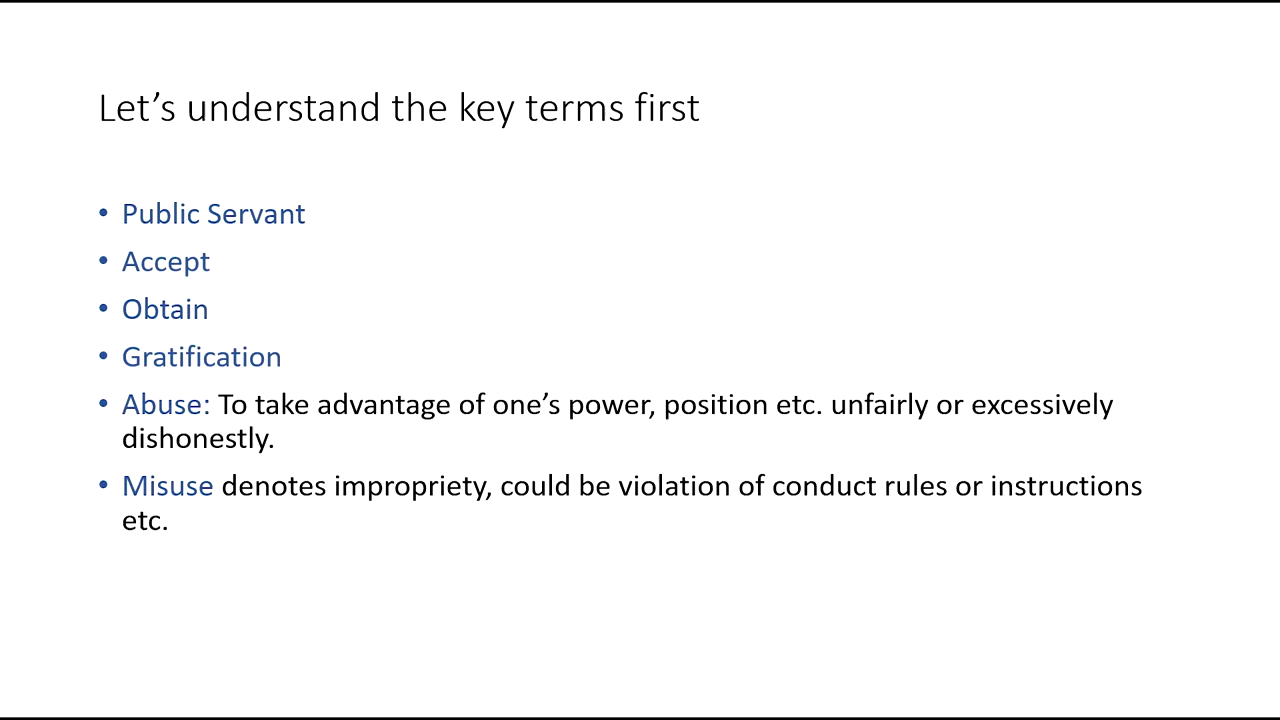 Let’s understand the key terms first
• Public Servant
• Accept
• Obtain
• Gratification
• Abuse: To take advantage of one’s power, position etc. unfairly or excessively
dishonestly.
• Misuse denotes impropriety, could be violation of conduct rules or instructions
etc.